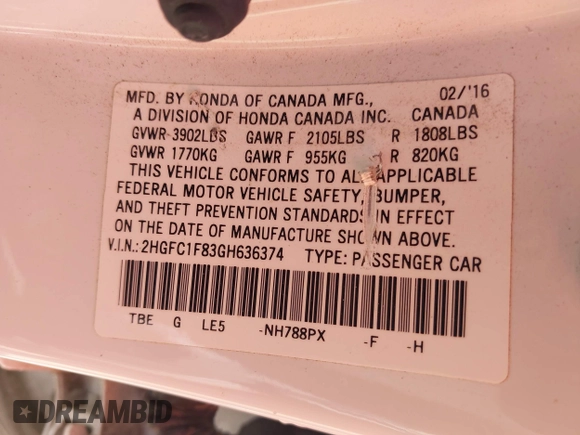 MFD. BY HONDA OF CANADA MFG., 02/'16
A DIVISION OF HONDA CANADA INC. CANADA
GVWR 3902LBS GAWR F 2105LBS R 1808LBS
GVWR 1770KG GAWR F 955KG R 820KG
THIS VEHICLE CONFORMS TO ALL APPLICABLE
FEDERAL MOTOR VEHICLE SAFETY, BUMPER,
AND THEFT PREVENTION STANDARDS IN EFFECT
ON THE DATE OF MANUFACTURE SHOWN ABOVE.
V.I.N.: 2HGFC1F83GH636374 TYPE: PASSENGER CAR
TBE G LE5 -NH788PX -F -H
DREAMBID